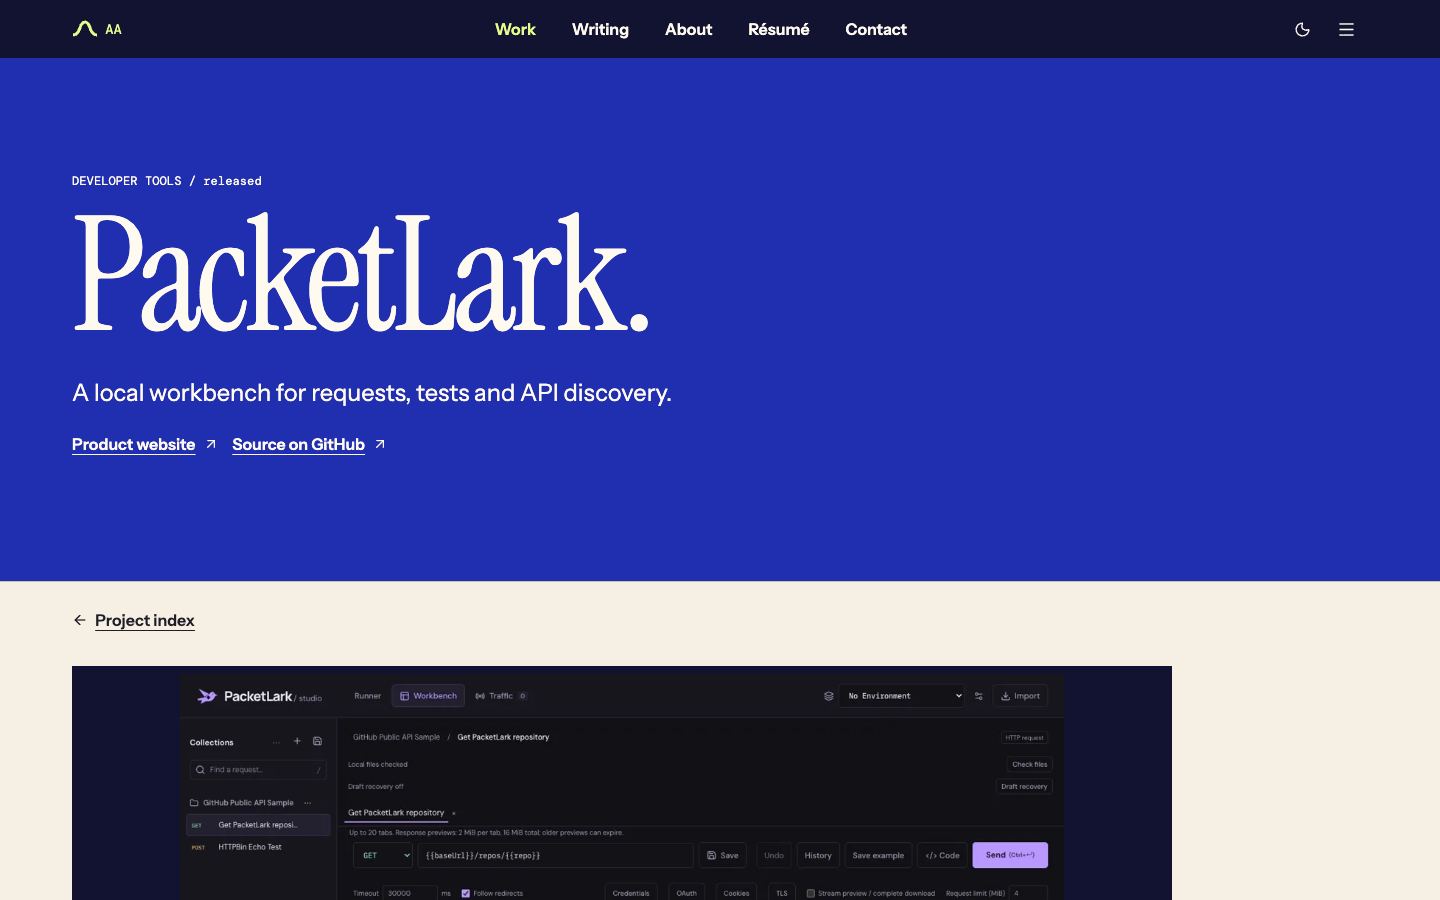 AA
Work Writing About Résumé Contact
DEVELOPER TOOLS / released
PacketLark.
A local workbench for requests, tests and API discovery.
Product website Source on GitHub
Project index
PacketLark / studio Runner Workbench Traffic 0 No Environment Import
Collections
GitHub Public API Sample / Get PacketLark repository HTTP request
Find a request... /
Local files checked Check files
Draft recovery off Draft recovery
GitHub Public API Sample ...
Get PacketLark repository ×
GET Get PacketLark reposi...
Up to 20 tabs. Response previews: 2 MiB per tab, 16 MiB total; older previews can expire.
POST HTTPBin Echo Test
GET {{baseUrl}}/repos/{{repo}} Save Undo History Save example </> Code Send (Ctrl+↵)
Timeout 30000 ms Follow redirects Credentials OAuth Cookies TLS Stream preview / complete download Request limit (MiB) 4